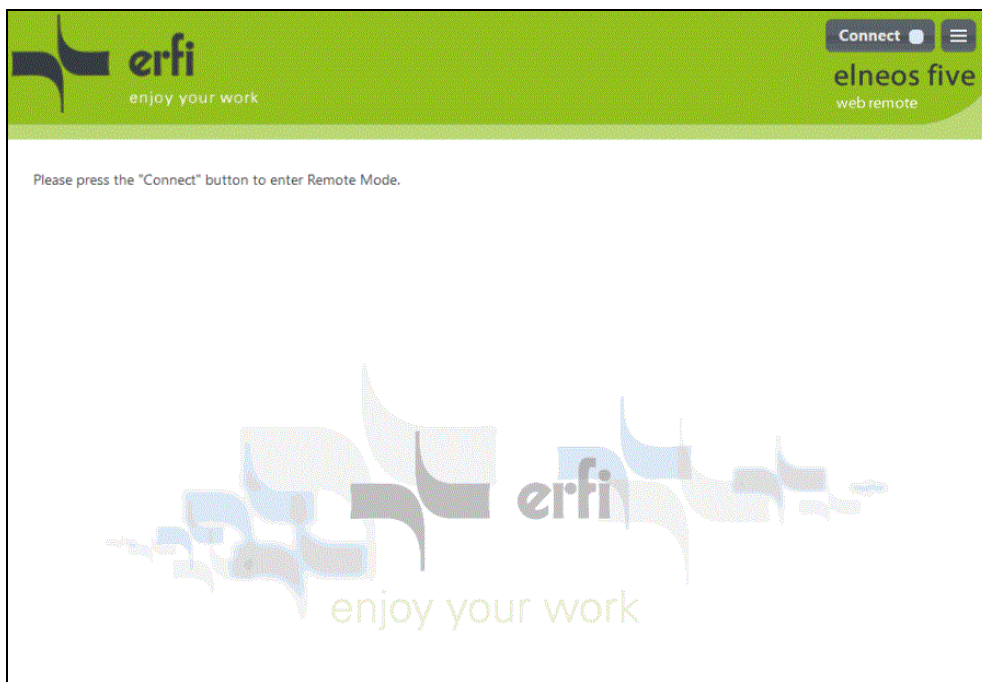 erfi
enjoy your work
Connect
elneos five
web remote
Please press the "Connect" button to enter Remote Mode.
erfi
enjoy your work